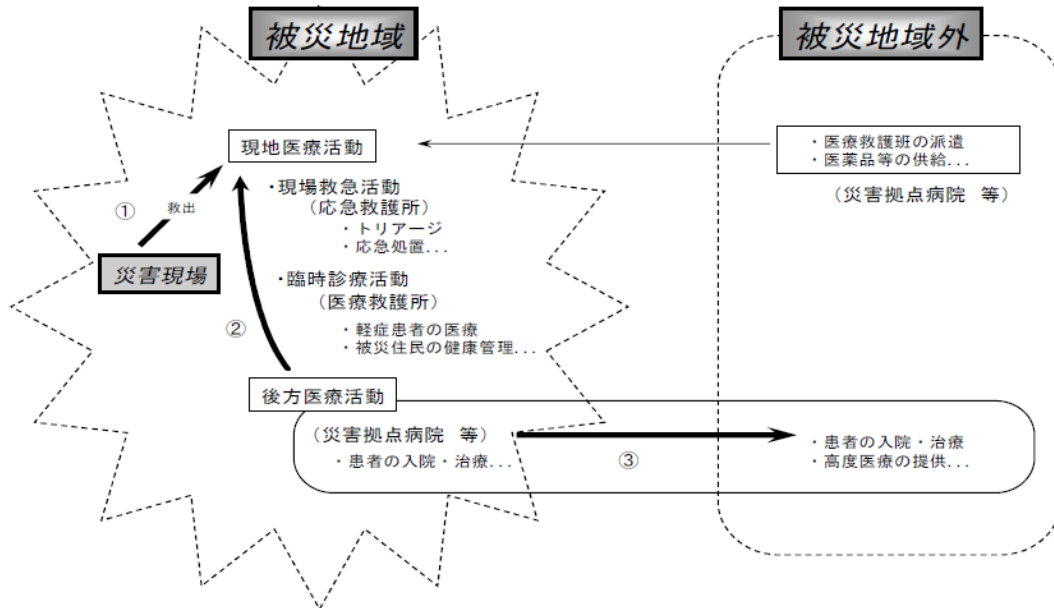 被災地域
被災地域外
現地医療活動
・医療救護班の派遣
・医薬品等の供給...
(災害拠点病院 等)
・現場救急活動
(応急救護所)
・トリアージ
・応急処置...
① 救出
災害現場
・臨時診療活動
(医療救護所)
・軽症患者の医療
・被災住民の健康管理...
②
後方医療活動
(災害拠点病院 等)
・患者の入院・治療...
③
・患者の入院・治療
・高度医療の提供...